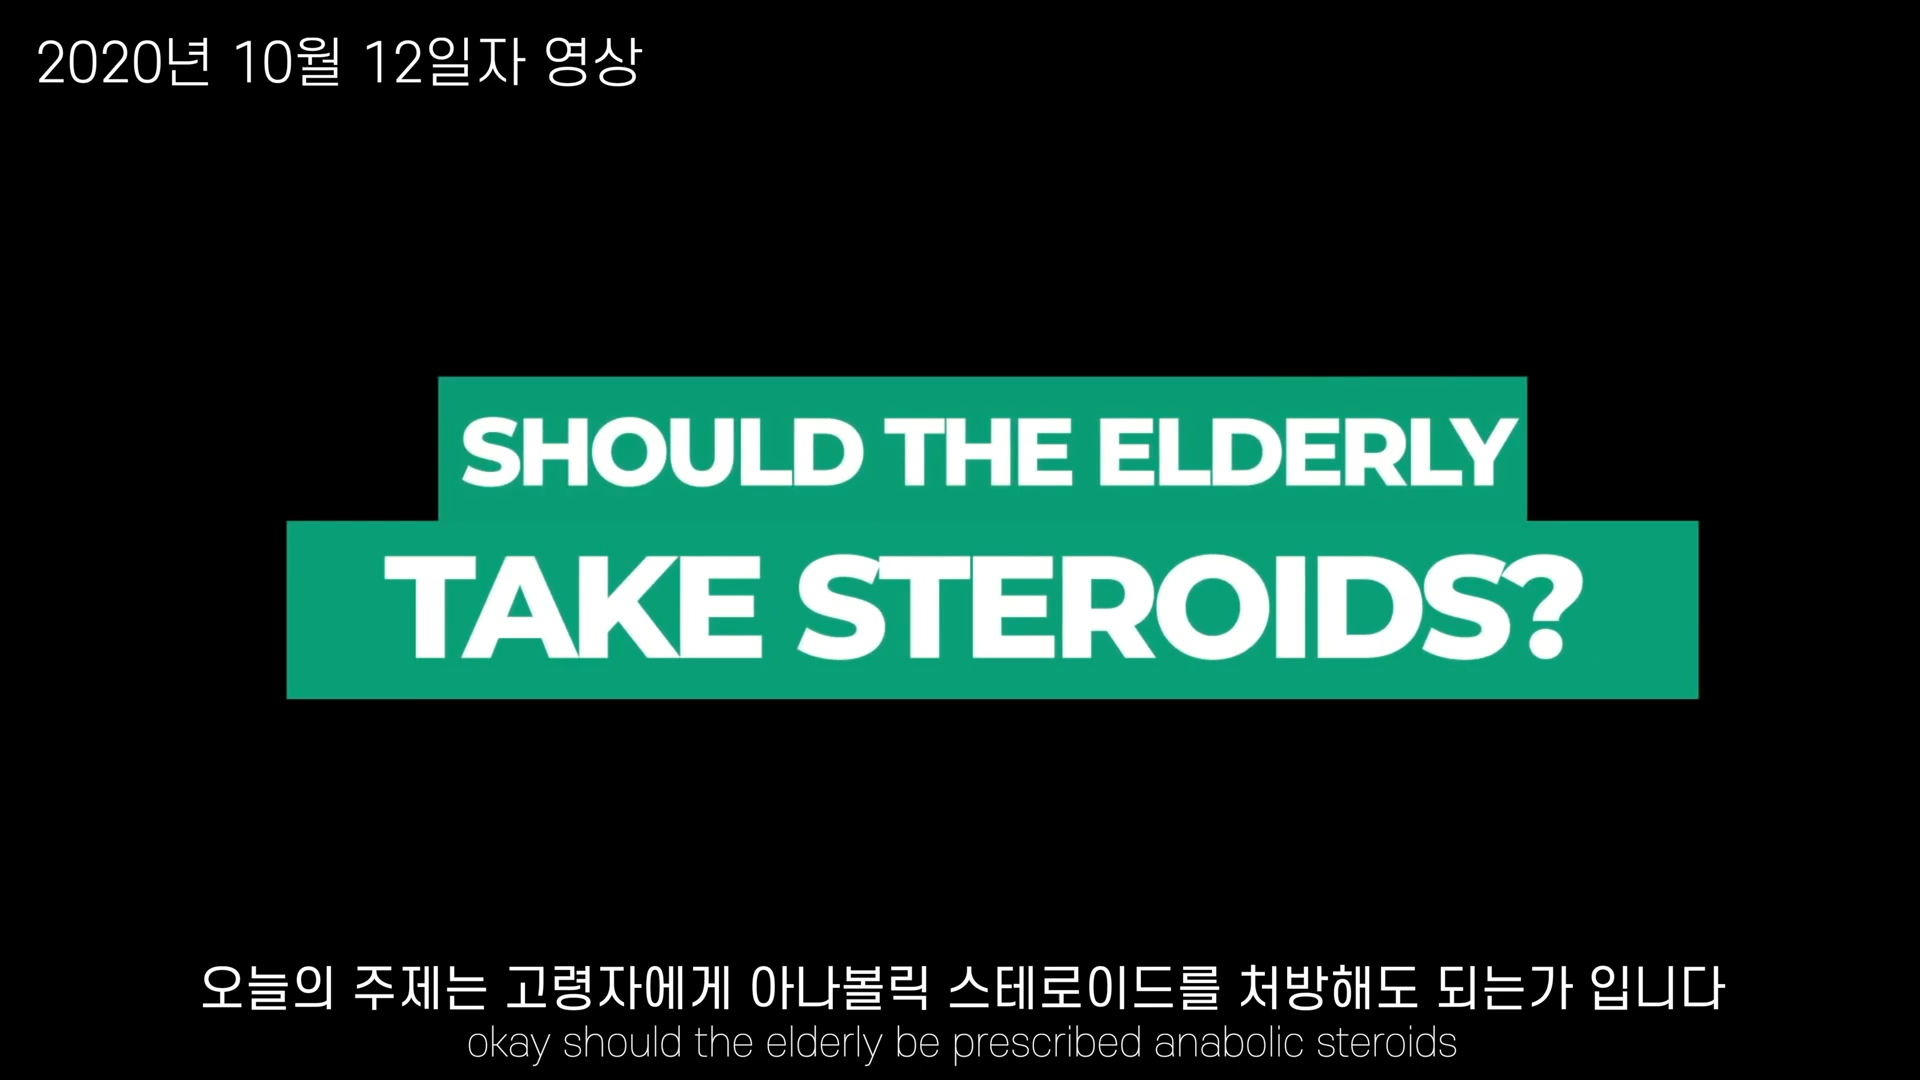 2020년 10월 12일자 영상
SHOULD THE ELDERLY
TAKE STEROIDS?
오늘의 주제는 고령자에게 아나볼릭 스테로이드를 처방해도 되는가 입니다
okay should the elderly be prescribed anabolic steroids